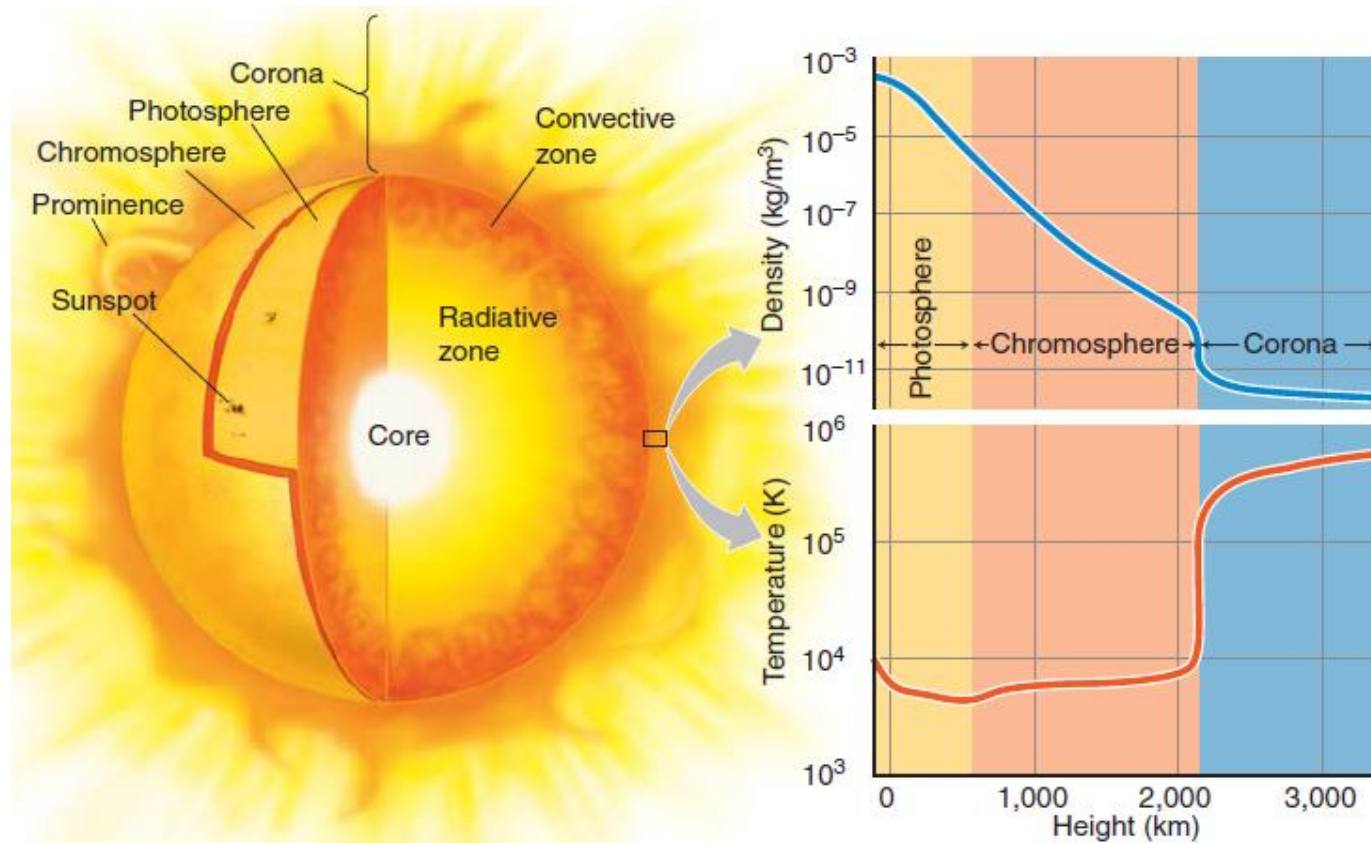 Corona
Photosphere
Chromosphere
Prominence
Sunspot
Convective
zone
Radiative
zone
Core
Density (kg/m³)
10⁻³
10⁻⁵
10⁻⁷
10⁻⁹
10⁻¹¹
Photosphere
Chromosphere
Corona
Temperature (K)
10⁶
10⁵
10⁴
10³
0 1,000 2,000 3,000
Height (km)